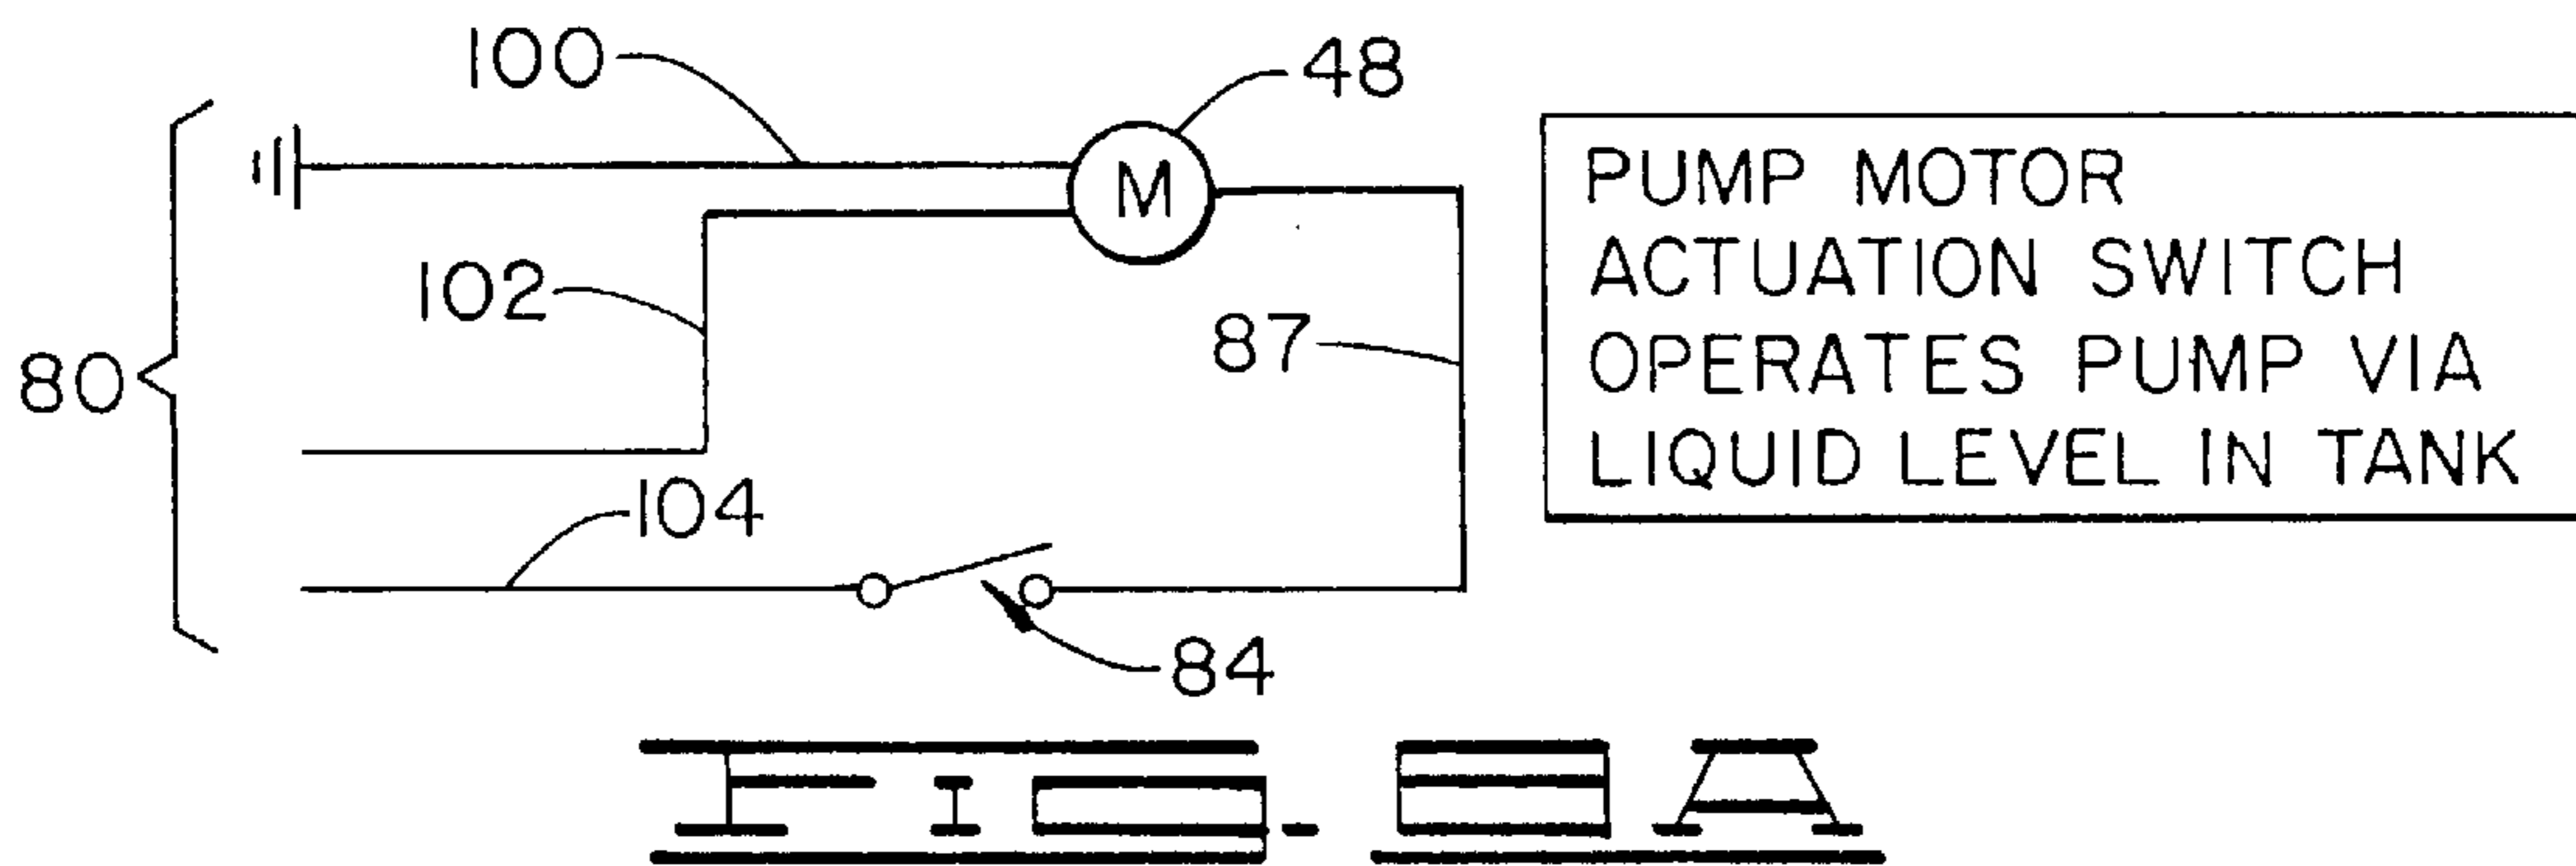 100
48
M
102
87
80
104
84
PUMP MOTOR
ACTUATION SWITCH
OPERATES PUMP VIA
LIQUID LEVEL IN TANK
FIG-8A